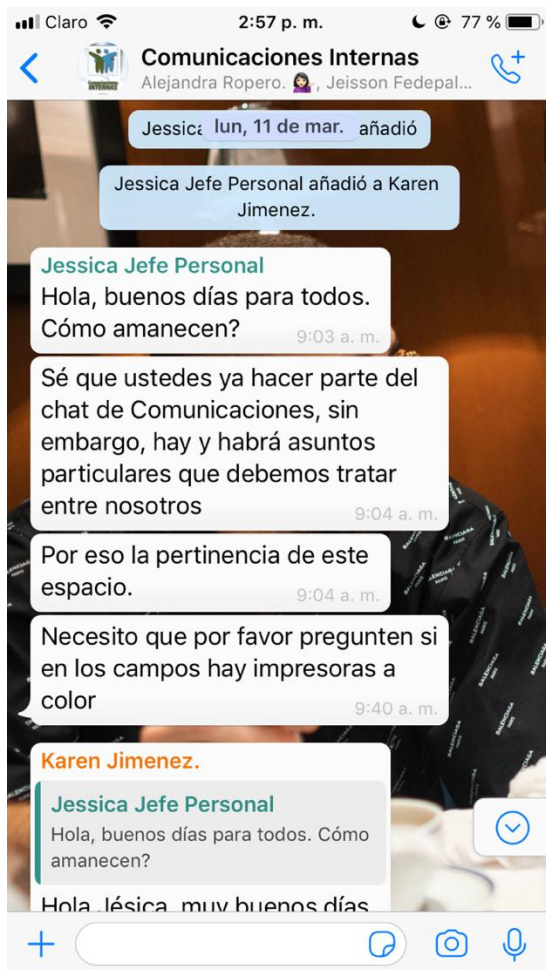 Claro
2:57 p. m.
77 %
Comunicaciones Internas
Alejandra Ropero. 💁🏻‍♀️, Jeisson Fedepal...
INTERNAS
lun, 11 de mar.
añadió
Jessica Jefe Personal añadió a Karen
Jimenez.
Jessica Jefe Personal
Hola, buenos días para todos.
Cómo amanecen?
9:03 a. m.
Sé que ustedes ya hacer parte del
chat de Comunicaciones, sin
embargo, hay y habrá asuntos
particulares que debemos tratar
entre nosotros
9:04 a. m.
Por eso la pertinencia de este
espacio.
9:04 a. m.
Necesito que por favor pregunten si
en los campos hay impresoras a
color
9:40 a. m.
Karen Jimenez.
Jessica Jefe Personal
Hola, buenos días para todos. Cómo
amanecen?
Hola Jésica, muy buenos días
BALENCIAGA
PARIS